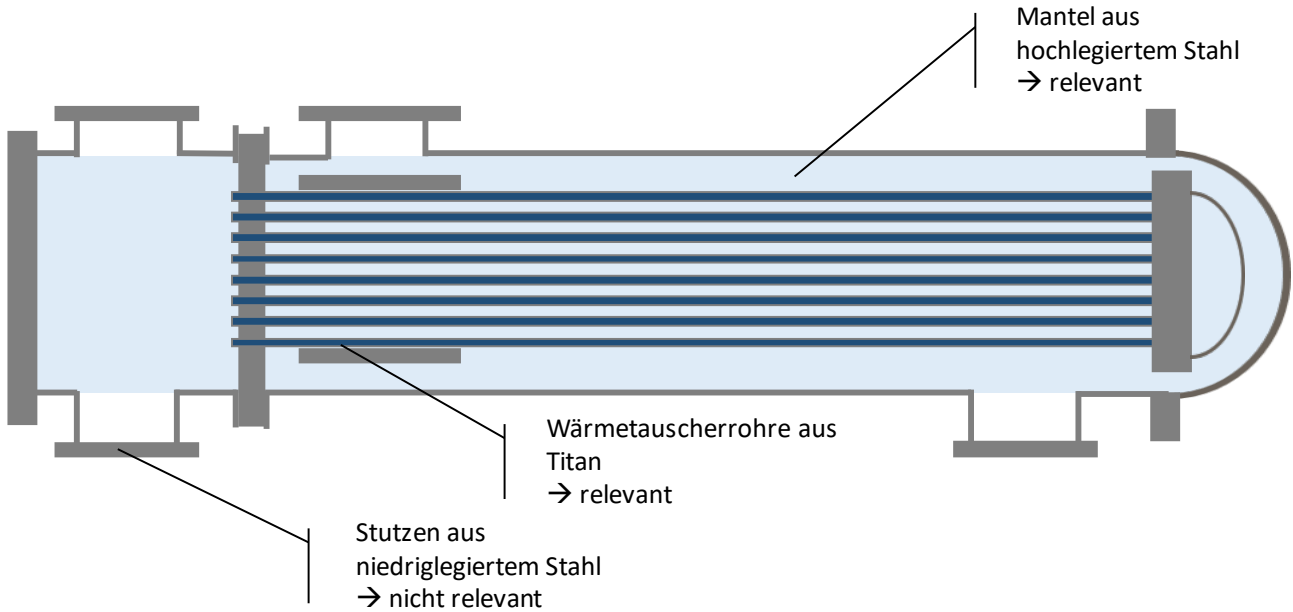 Mantel aus
hochlegiertem Stahl
→ relevant
Wärmetauscherrohre aus
Titan
→ relevant
Stutzen aus
niedriglegiertem Stahl
→ nicht relevant